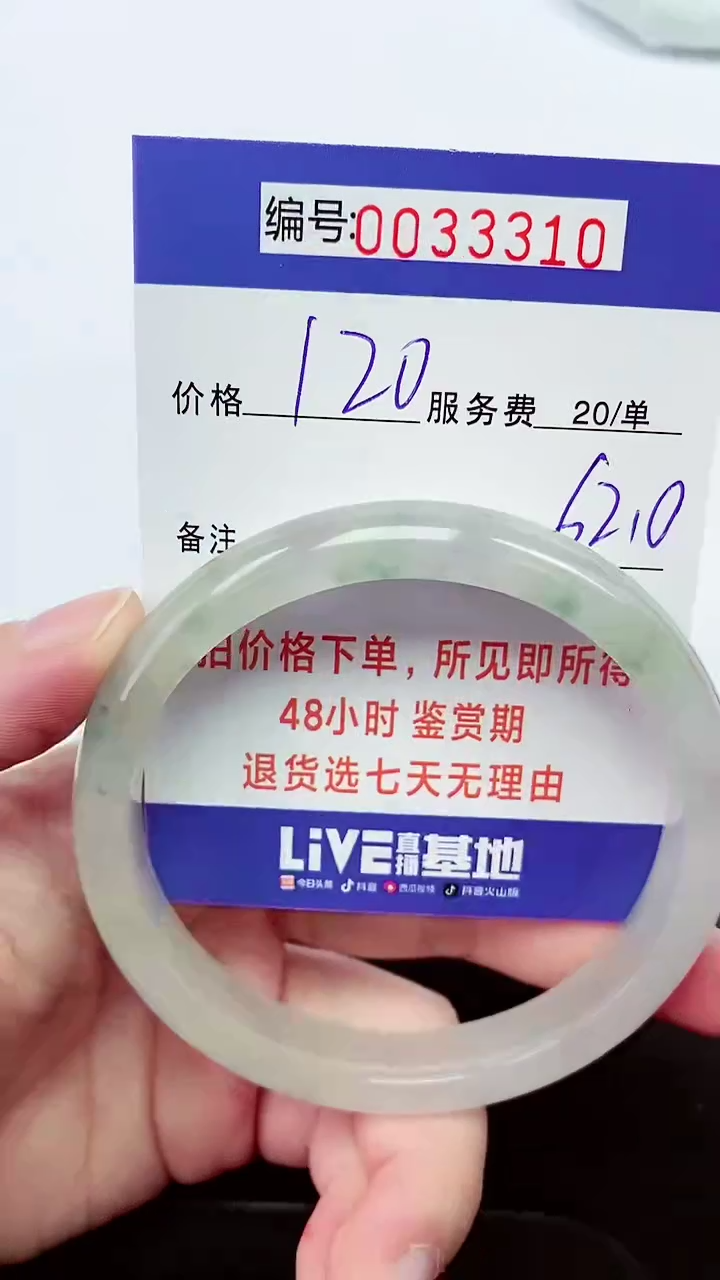 编号:0033310
价格 120 服务费 20/单
62.0
备注
价格下单，所见即所得
48小时 鉴赏期
退货选七天无理由
LiVE直播基地
今日头条 抖音 西瓜视频 抖音火山版